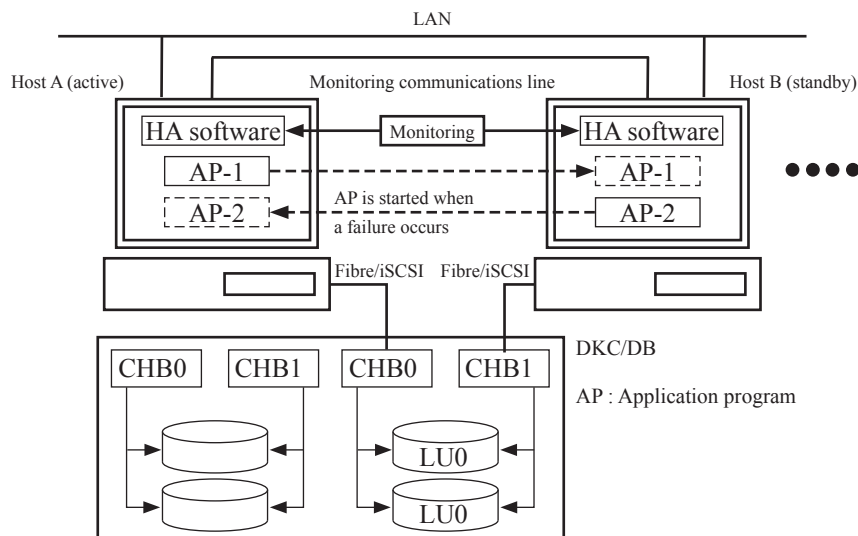 LAN
Host A (active)
Monitoring communications line
Host B (standby)
HA software
Monitoring
HA software
AP-1
AP-1
AP is started when
a failure occurs
AP-2
AP-2
Fibre/iSCSI
Fibre/iSCSI
DKC/DB
CHB0
CHB1
CHB0
CHB1
AP : Application program
LU0
LU0